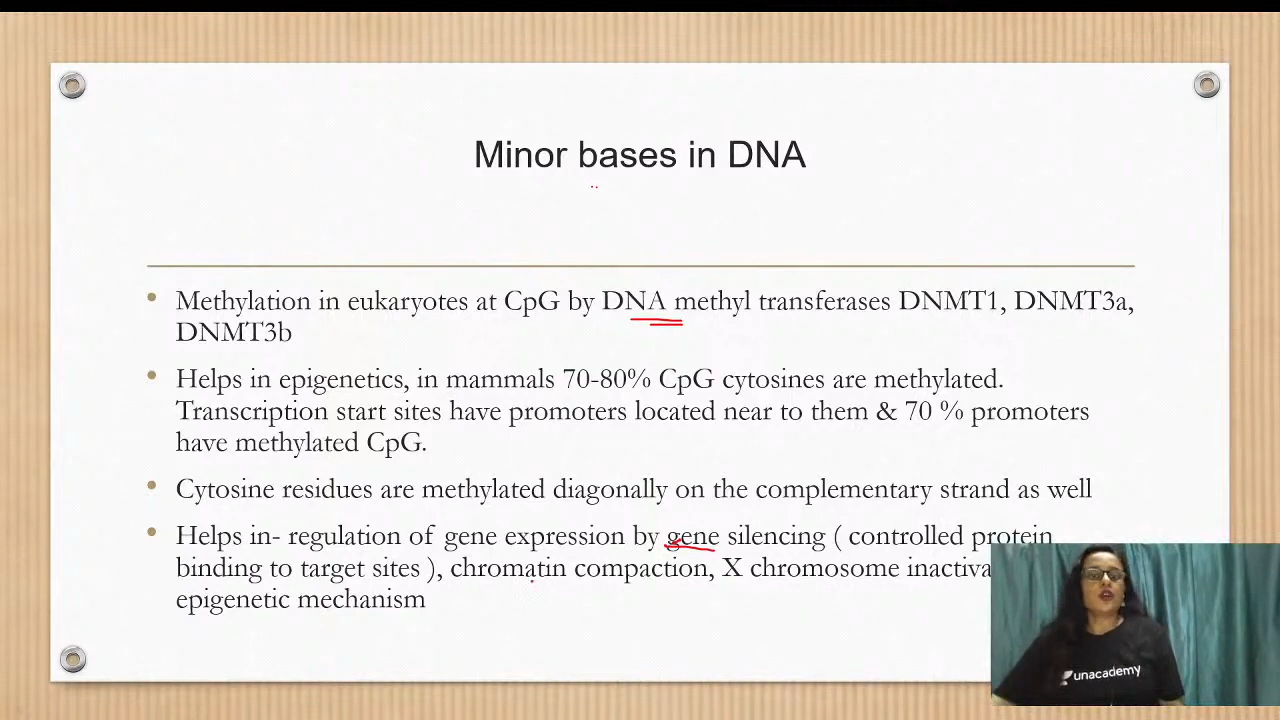 Minor bases in DNA
Methylation in eukaryotes at CpG by DNA methyl transferases DNMT1, DNMT3a,
DNMT3b
Helps in epigenetics, in mammals 70-80% CpG cytosines are methylated.
Transcription start sites have promoters located near to them & 70 % promoters
have methylated CpG.
Cytosine residues are methylated diagonally on the complementary strand as well
Helps in- regulation of gene expression by gene silencing ( controlled protein
binding to target sites ), chromatin compaction, X chromosome
epigenetic mechanism
unacademy